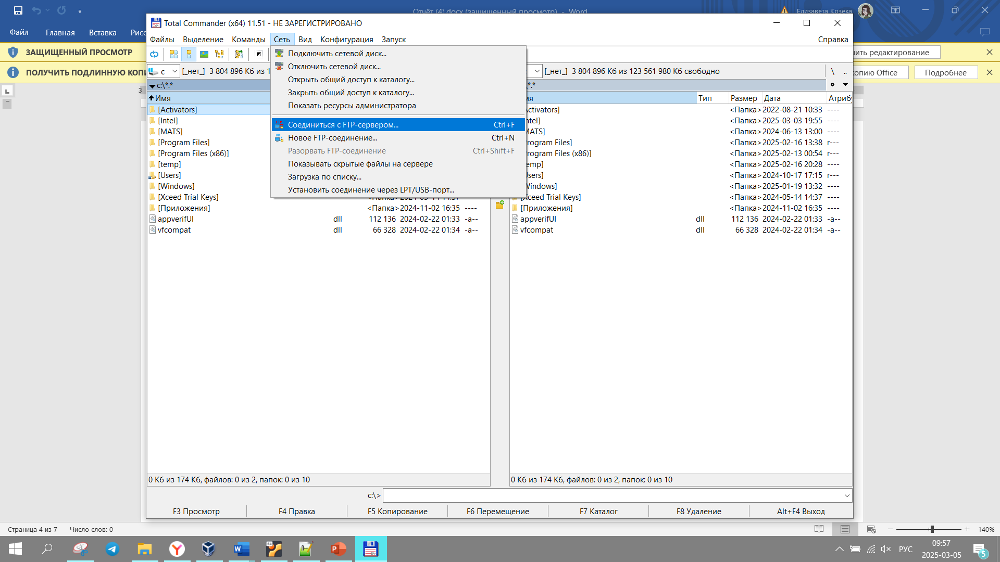 Отчёт (4).docx (защищенный просмотр) - Word
Елизавета Козека
Файл
Главная
Вставка
ЗАЩИЩЕННЫЙ ПРОСМОТР
редактирование
ПОЛУЧИТЬ ПОДЛИННУЮ
Office
Подробнее
3
Total Commander (x64) 11.51 - НЕ ЗАРЕГИСТРИРОВАНО
Файлы Выделение Команды Сеть Вид Конфигурация Запуск Справка
Подключить сетевой диск...
Отключить сетевой диск...
Открыть общий доступ к каталогу...
Закрыть общий доступ к каталогу...
Показать ресурсы администратора
Соединиться с FTP-сервером... Ctrl+F
Новое FTP-соединение... Ctrl+N
Разорвать FTP-соединение Ctrl+Shift+F
Показывать скрытые файлы на сервере
Загрузка по списку...
Установить соединение через LPT/USB-порт...
c [_нет_] 3 804 896 Кб из
c:\*.*
Имя
[Activators]
[Intel]
[MATS]
[Program Files]
[Program Files (x86)]
[temp]
[Users]
[Windows]
[Xceed Trial Keys] <Папка> 2024-05-14 14:37
[Приложения] <Папка> 2024-11-02 16:35 ----
appverifUI dll 112 136 2024-02-22 01:33 -a--
vfcompat dll 66 328 2024-02-22 01:34 -a--
0 Кб из 174 Кб, файлов: 0 из 2, папок: 0 из 10
[_нет_] 3 804 896 Кб из 123 561 980 Кб свободно \ ..
\*.* *
Тип Размер Дата
<Папка> 2022-08-21 10:33 ----
<Папка> 2025-03-03 19:55 ----
<Папка> 2024-06-13 13:00 ----
Program Files] <Папка> 2025-02-16 13:38 r---
Program Files (x86)] <Папка> 2025-02-13 00:54 r---
<Папка> 2025-02-16 20:28 ----
<Папка> 2024-10-17 17:15 r---
Windows] <Папка> 2025-01-19 13:32 ----
[Xceed Trial Keys] <Папка> 2024-05-14 14:37 ----
[Приложения] <Папка> 2024-11-02 16:35 ----
appverifUI dll 112 136 2024-02-22 01:33 -a--
vfcompat dll 66 328 2024-02-22 01:34 -a--
0 Кб из 174 Кб, файлов: 0 из 2, папок: 0 из 10
c:\>
F3 Просмотр F4 Правка F5 Копирование F6 Перемещение F7 Каталог F8 Удаление Alt+F4 Выход
Страница 4 из 7 Число слов: 0 140%
РУС
09:57
2025-03-05
5